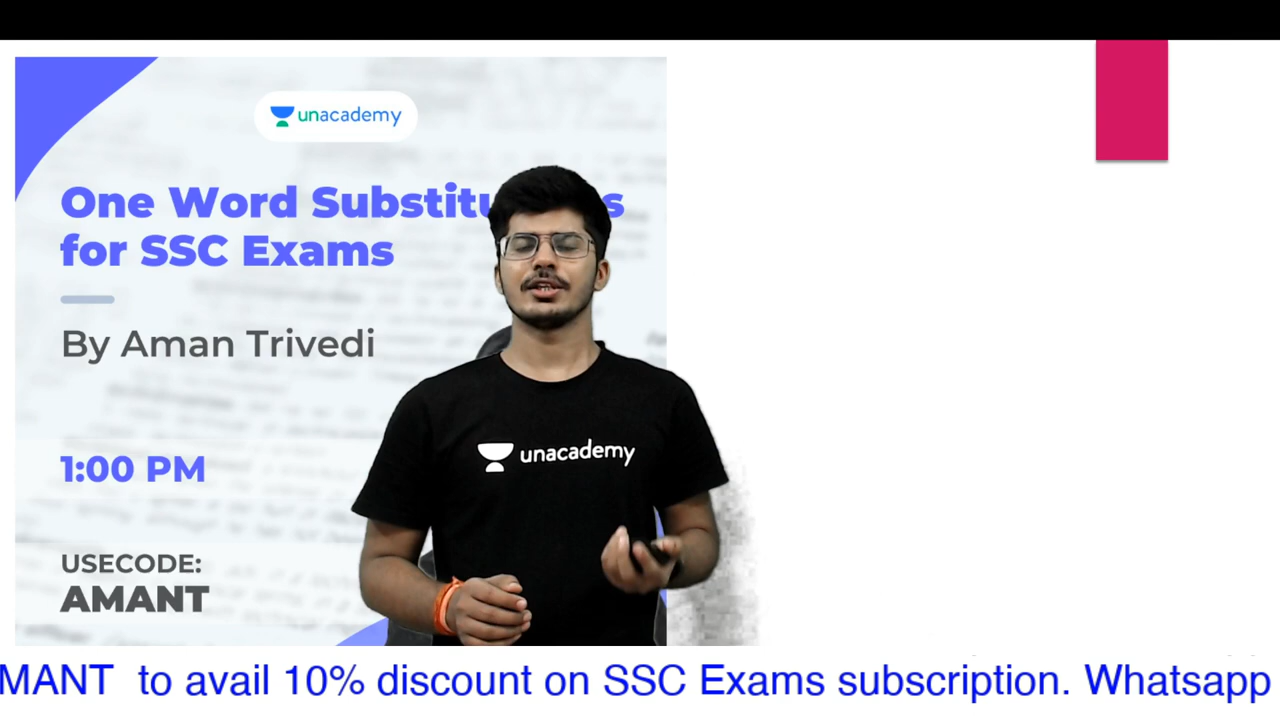 unacademy
One Word Substitu s
for SSC Exams
By Aman Trivedi
unacademy
1:00 PM
USECODE:
AMANT
MANT to avail 10% discount on SSC Exams subscription. Whatsapp